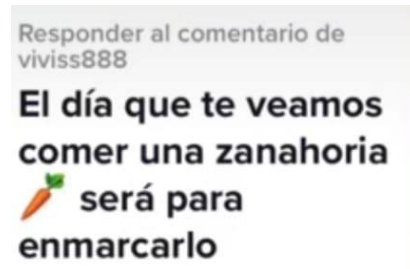 Responder al comentario de
viviss888
El día que te veamos
comer una zanahoria
🥕 será para
enmarcarlo